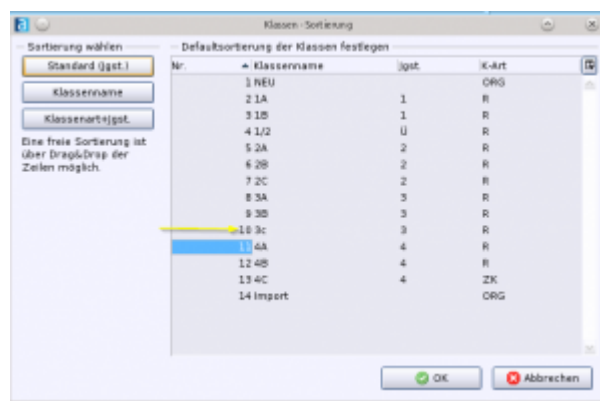 Klassen-Sortierung
Sortierung wählen
Defaultsortierung der Klassen festlegen
Standard (Jgst.)
Klassenname
Klassenart+Jgst.
Eine freie Sortierung ist
über Drag&Drop der
Zeilen möglich.
Nr. Klassenname Jgst. K-Art
1 NEU ORG
2 1A 1 R
3 1B 1 R
4 1/2 Ü R
5 2A 2 R
6 2B 2 R
7 2C 2 R
8 3A 3 R
9 3B 3 R
10 3c 3 R
11 4A 4 R
12 4B 4 R
13 4C 4 ZK
14 Import ORG
OK Abbrechen